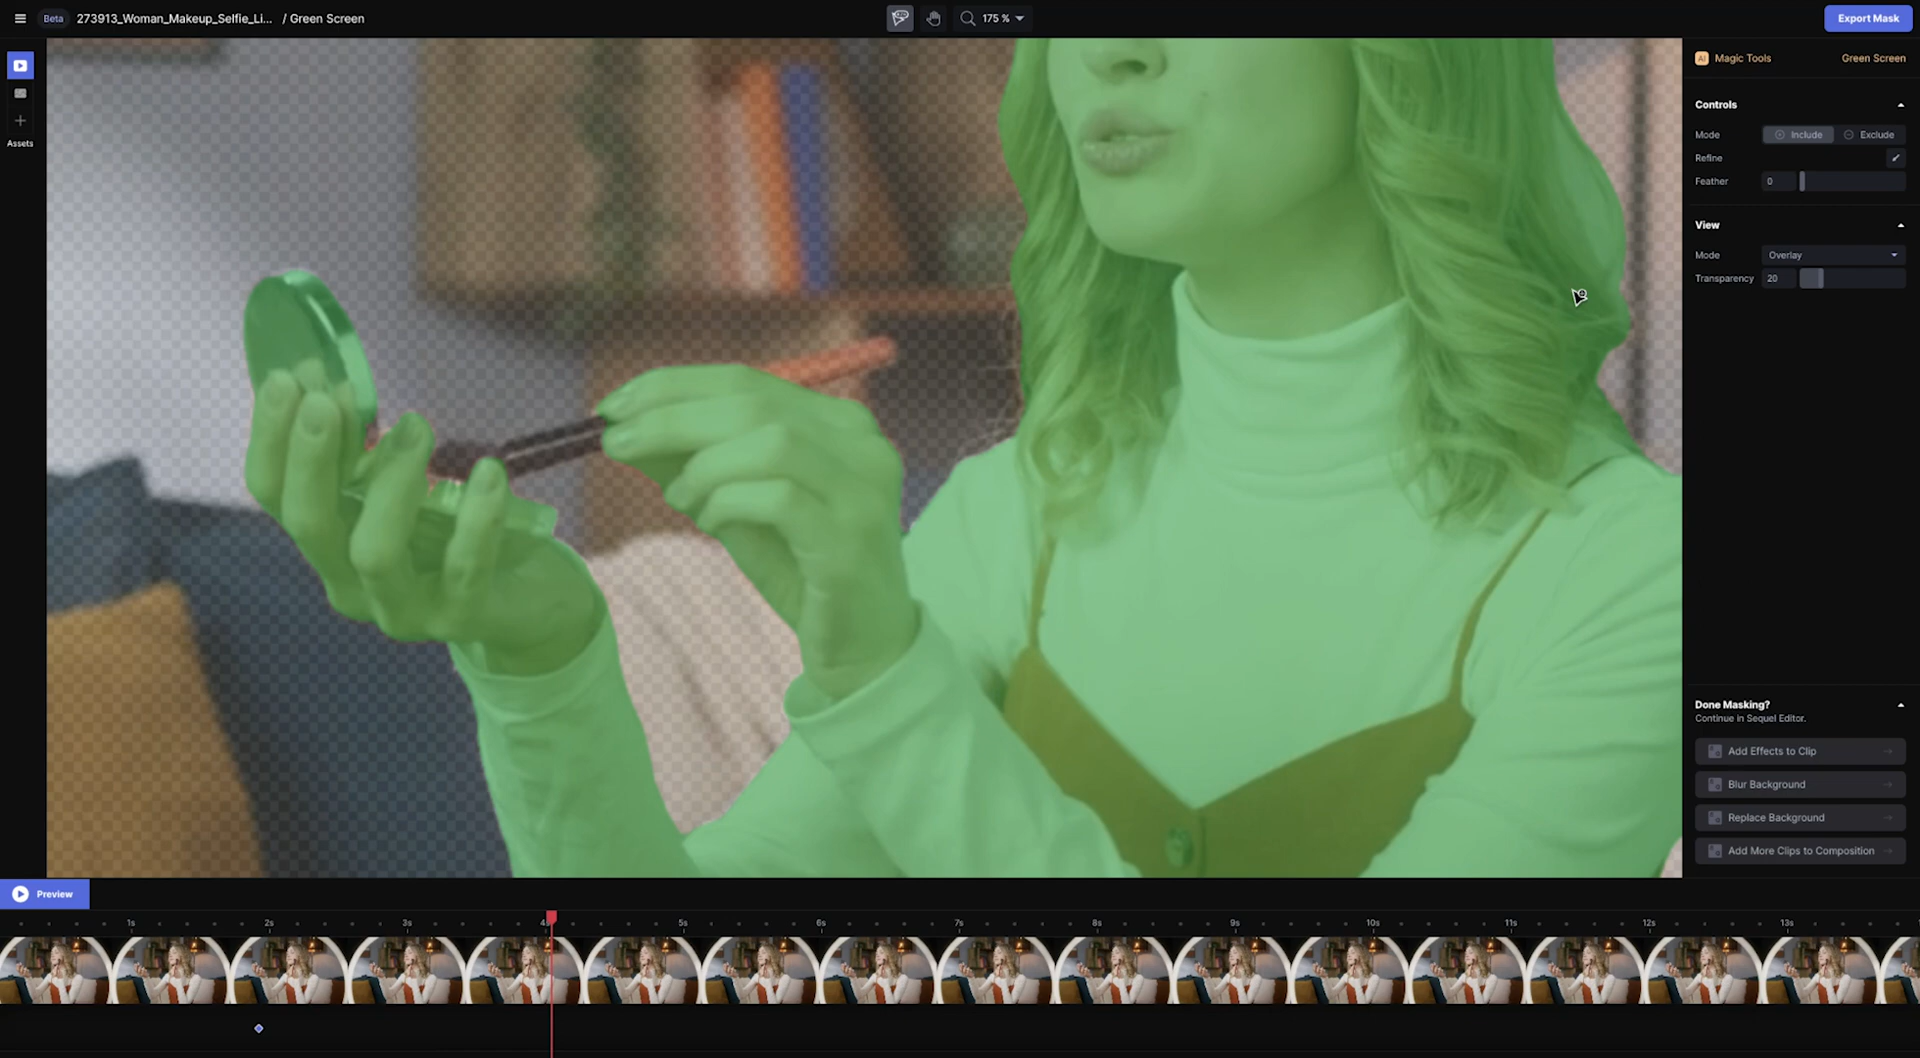 Beta 273913_Woman_Makeup_Selfie_Li... / Green Screen
175 %
Export Mask
Assets
AI Magic Tools Green Screen
Controls
Mode Include Exclude
Refine
Feather 0
View
Mode Overlay
Transparency 20
Done Masking?
Continue in Sequel Editor.
Add Effects to Clip
Blur Background
Replace Background
Add More Clips to Composition
Preview
1s 2s 3s 4s 5s 6s 7s 8s 9s 10s 11s 12s 13s